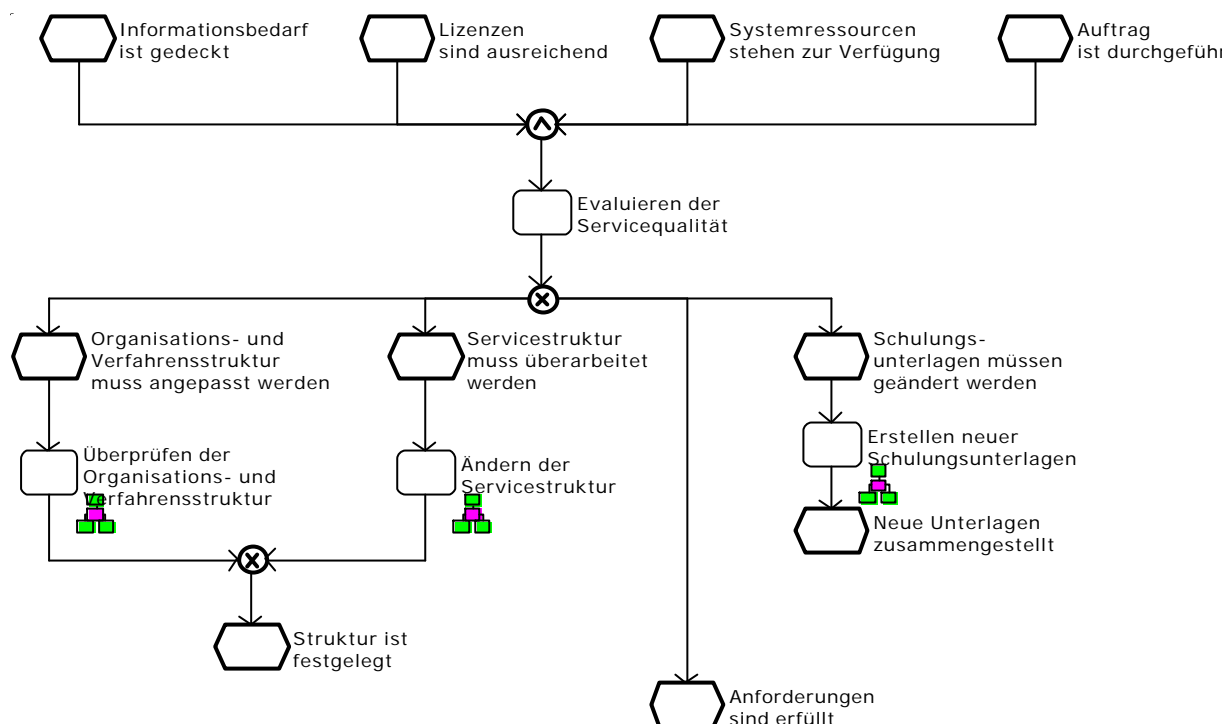 Informationsbedarf
ist gedeckt
Lizenzen
sind ausreichend
Systemressourcen
stehen zur Verfügung
Auftrag
ist durchgeführ
Evaluieren der
Servicequalität
Organisations- und
Verfahrensstruktur
muss angepasst werden
Servicestruktur
muss überarbeitet
werden
Schulungs-
unterlagen müssen
geändert werden
Überprüfen der
Organisations- und
Verfahrensstruktur
Ändern der
Servicestruktur
Erstellen neuer
Schulungsunterlagen
Neue Unterlagen
zusammengestellt
Struktur ist
festgelegt
Anforderungen
sind erfüllt